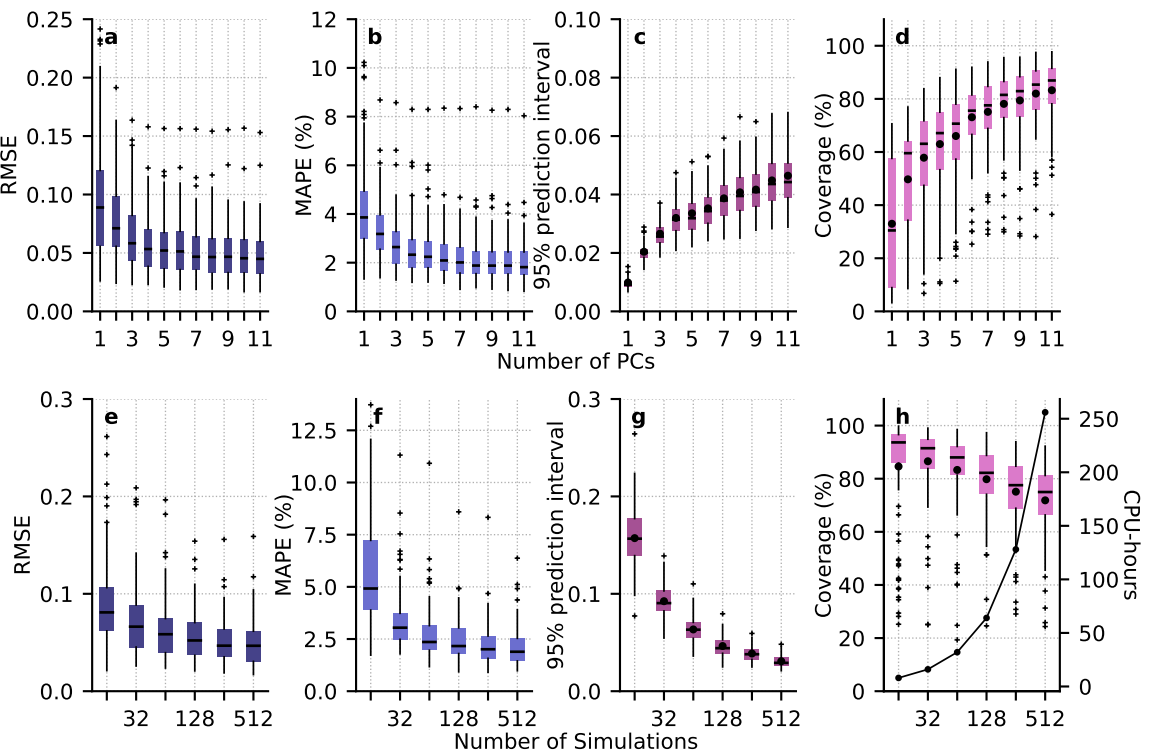 a
RMSE
0.25
0.20
0.15
0.10
0.05
0.00
1 3 5 7 9 11
b
MAPE (%)
12
10
8
6
4
2
0
1 3 5 7 9 11
c
95% prediction interval
0.10
0.08
0.06
0.04
0.02
0.00
1 3 5 7 9 11
d
Coverage (%)
100
80
60
40
20
0
1 3 5 7 9 11
Number of PCs
e
RMSE
0.3
0.2
0.1
0.0
32 128 512
f
MAPE (%)
12.5
10.0
7.5
5.0
2.5
0.0
32 128 512
g
95% prediction interval
0.3
0.2
0.1
0.0
32 128 512
h
Coverage (%)
100
80
60
40
20
0
32 128 512
250
200
150
100
50
0
CPU-hours
Number of Simulations